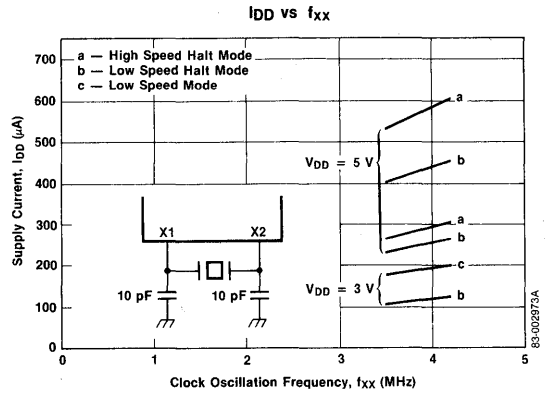 IDD vs fXX
a — High Speed Halt Mode
b — Low Speed Halt Mode
c — Low Speed Mode
Supply Current, IDD (μA)
700
600
500
400
300
200
100
0
0 1 2 3 4 5
Clock Oscillation Frequency, fXX (MHz)
X1 X2
10 pF 10 pF
VDD = 5 V
a
b
a
b
VDD = 3 V
c
b
83-002973A